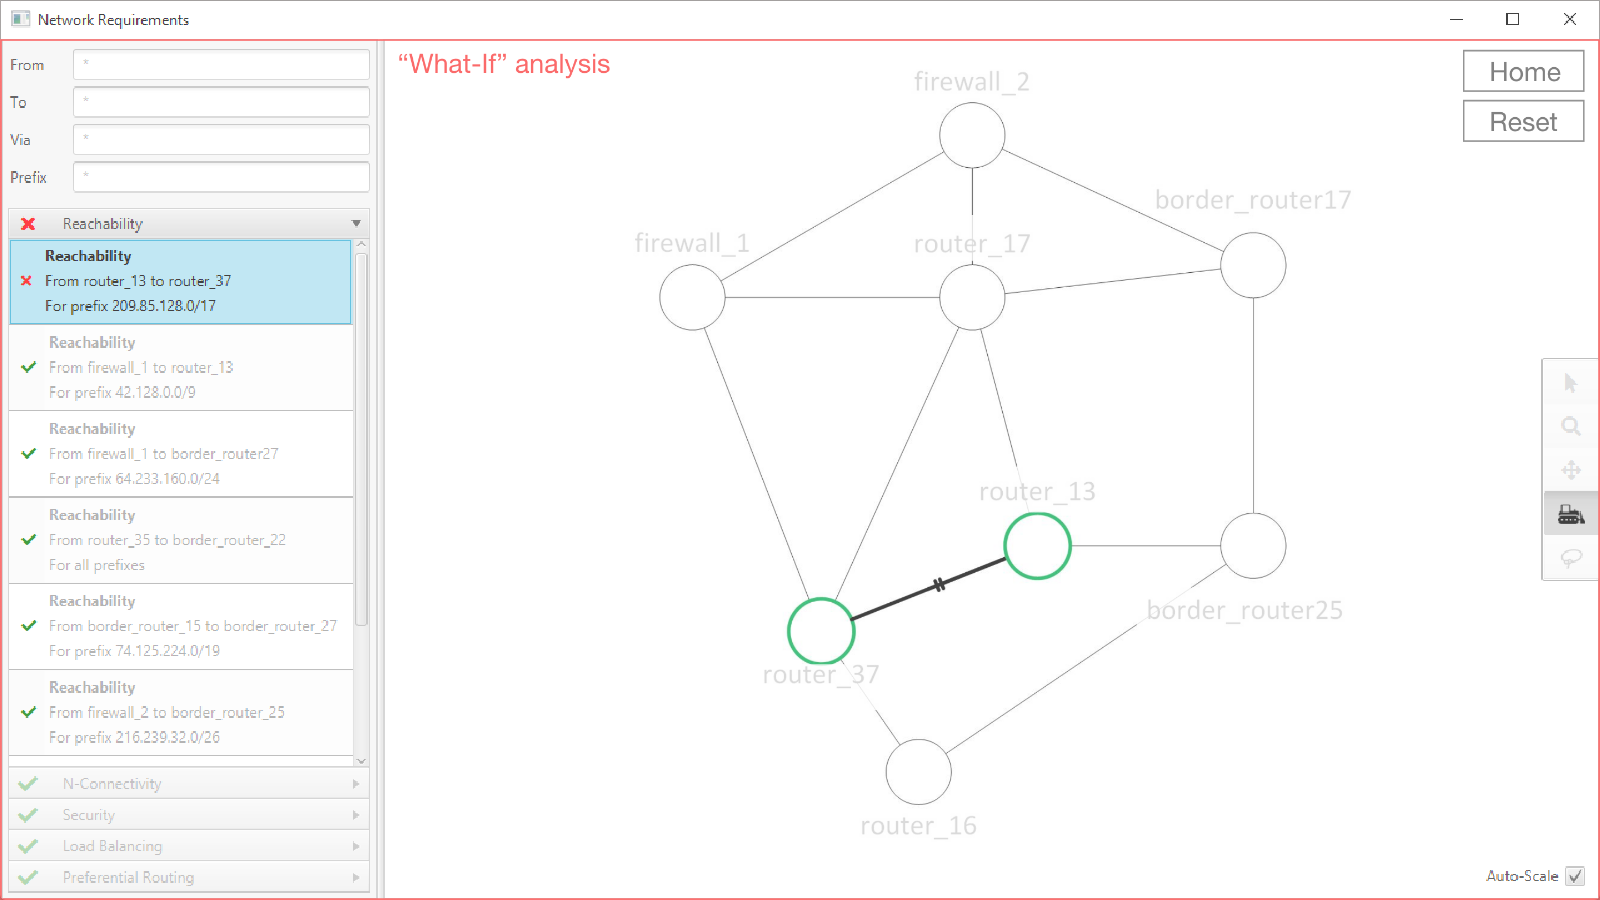 Network Requirements
From *
To *
Via *
Prefix *
Reachability
Reachability
From router_13 to router_37
For prefix 209.85.128.0/17
Reachability
From firewall_1 to router_13
For prefix 42.128.0.0/9
Reachability
From firewall_1 to border_router27
For prefix 64.233.160.0/24
Reachability
From router_35 to border_router_22
For all prefixes
Reachability
From border_router_15 to border_router_27
For prefix 74.125.224.0/19
Reachability
From firewall_2 to border_router_25
For prefix 216.239.32.0/26
N-Connectivity
Security
Load Balancing
Preferential Routing
“What-If” analysis
Home
Reset
firewall_2
border_router17
firewall_1
router_17
router_13
border_router25
router_37
router_16
Auto-Scale